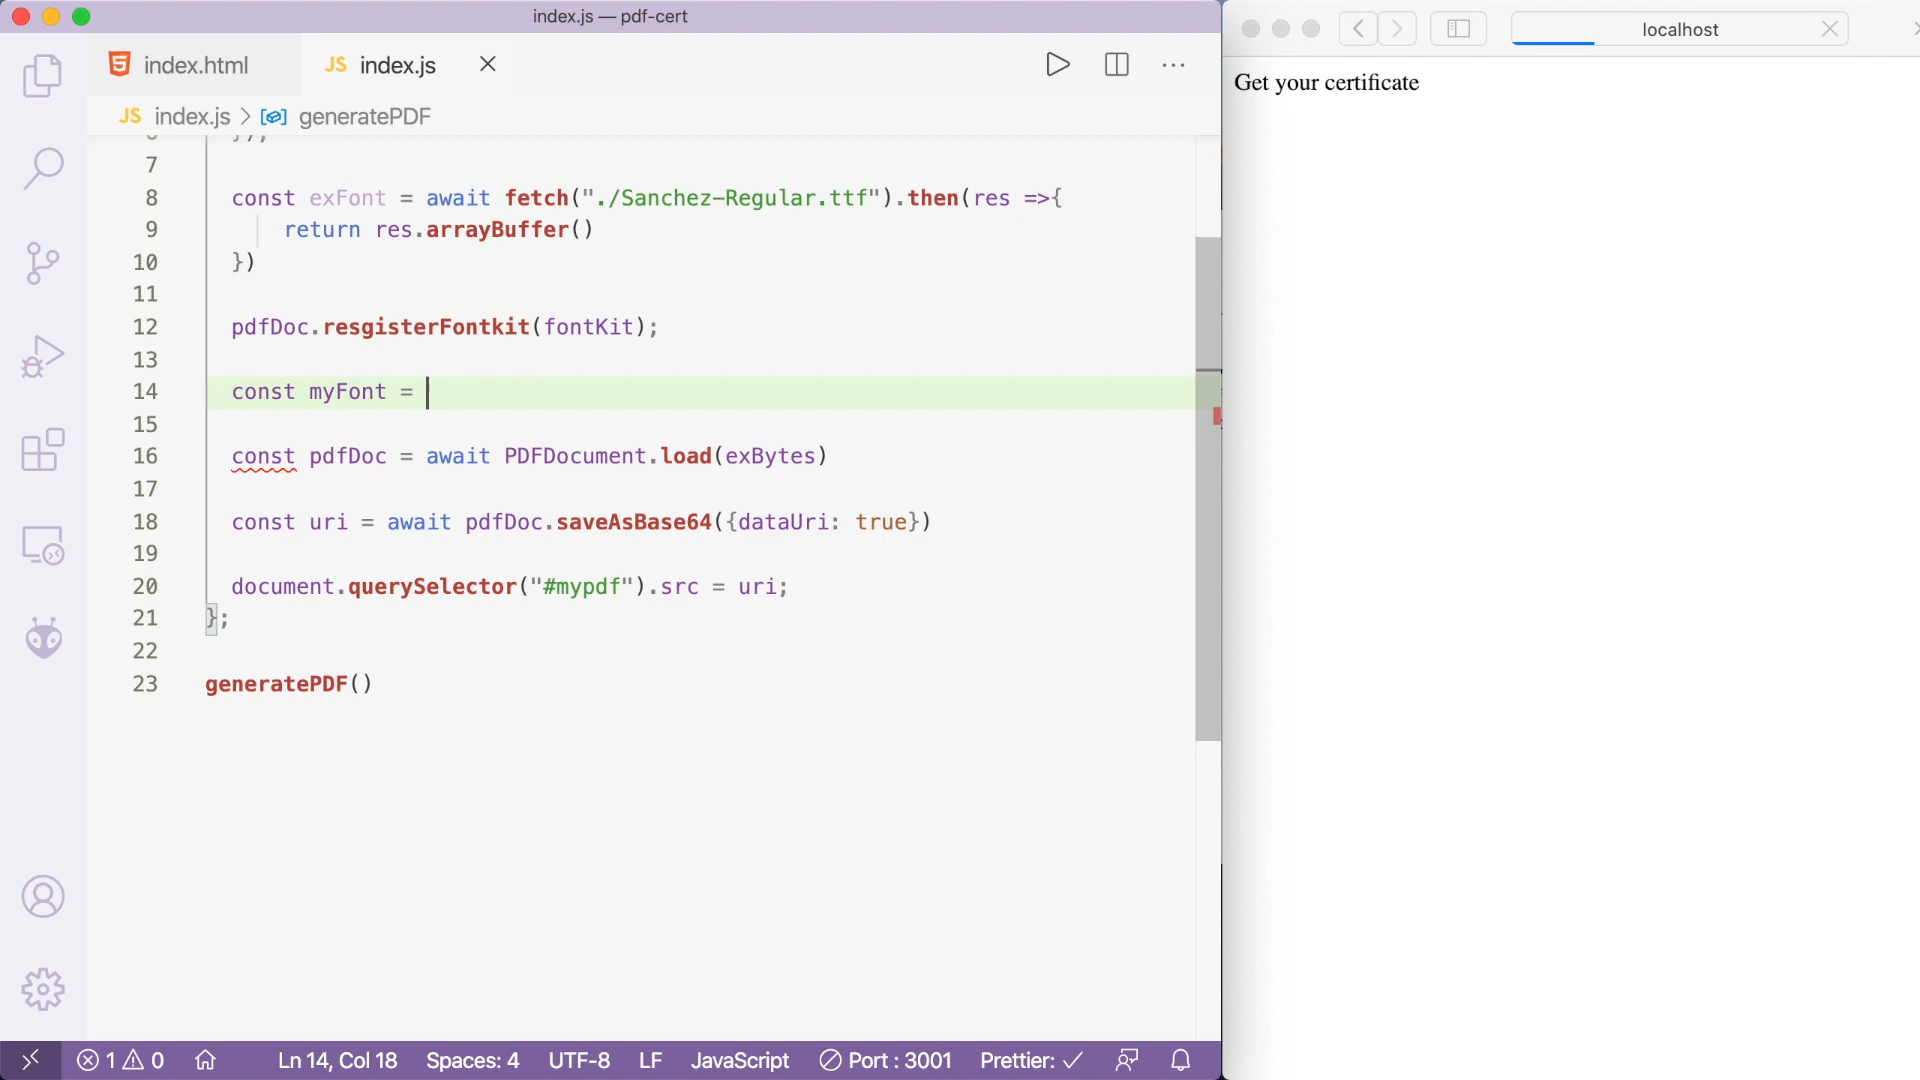 index.js — pdf-cert
localhost
index.html
JS index.js
JS index.js > generatePDF
Get your certificate
6 });
7
8 const exFont = await fetch("./Sanchez-Regular.ttf").then(res =>{
9 return res.arrayBuffer()
10 })
11
12 pdfDoc.resgisterFontkit(fontKit);
13
14 const myFont =
15
16 const pdfDoc = await PDFDocument.load(exBytes)
17
18 const uri = await pdfDoc.saveAsBase64({dataUri: true})
19
20 document.querySelector("#mypdf").src = uri;
21 };
22
23 generatePDF()
1 0 Ln 14, Col 18 Spaces: 4 UTF-8 LF JavaScript Port : 3001 Prettier: ✓